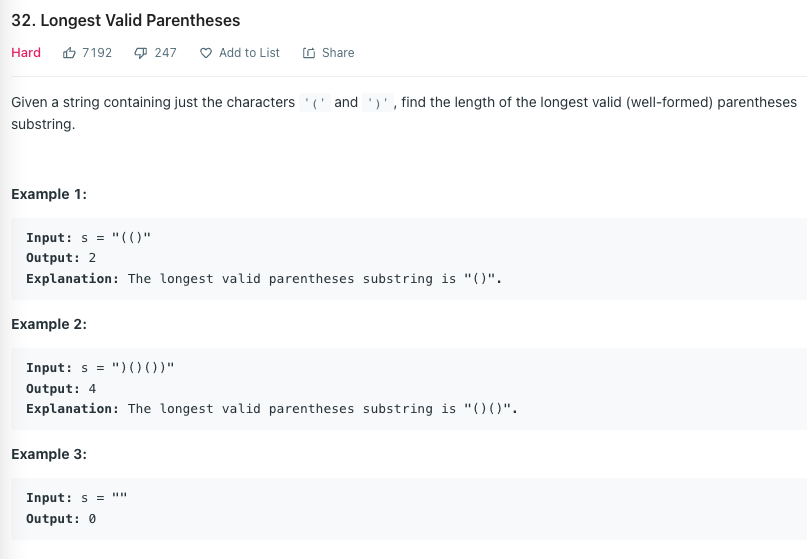 32. Longest Valid Parentheses
Hard 7192 247 Add to List Share
Given a string containing just the characters '(' and ')', find the length of the longest valid (well-formed) parentheses
substring.
Example 1:
Input: s = "(()"
Output: 2
Explanation: The longest valid parentheses substring is "()".
Example 2:
Input: s = ")()())"
Output: 4
Explanation: The longest valid parentheses substring is "()()".
Example 3:
Input: s = ""
Output: 0